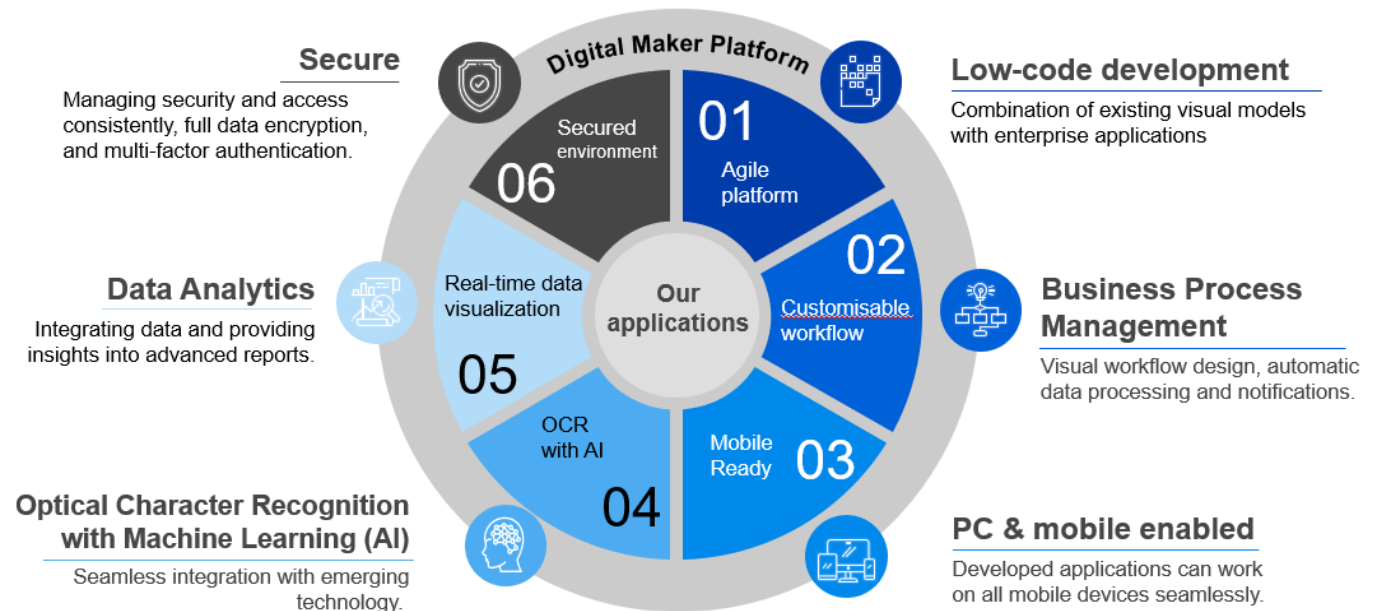 Digital Maker Platform
Our
applications
01
Agile
platform
Low-code development
Combination of existing visual models
with enterprise applications
02
Customisable
workflow
Business Process
Management
Visual workflow design, automatic
data processing and notifications.
03
Mobile
Ready
PC & mobile enabled
Developed applications can work
on all mobile devices seamlessly.
04
OCR
with AI
Optical Character Recognition
with Machine Learning (AI)
Seamless integration with emerging
technology.
05
Real-time data
visualization
Data Analytics
Integrating data and providing
insights into advanced reports.
06
Secured
environment
Secure
Managing security and access
consistently, full data encryption,
and multi-factor authentication.